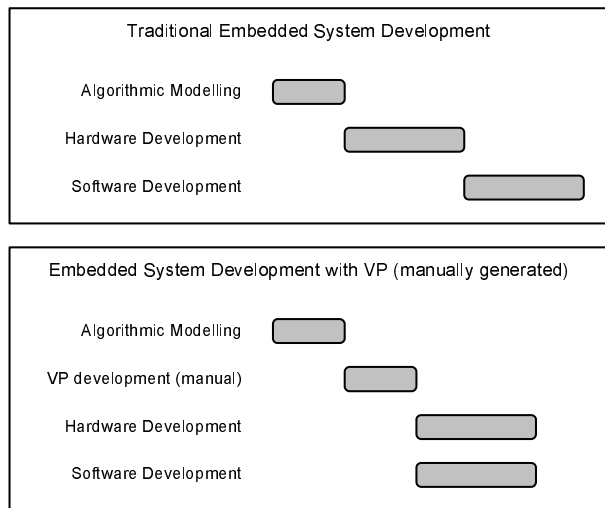 Traditional Embedded System Development
Algorithmic Modelling
Hardware Development
Software Development
Embedded System Development with VP (manually generated)
Algorithmic Modelling
VP development (manual)
Hardware Development
Software Development